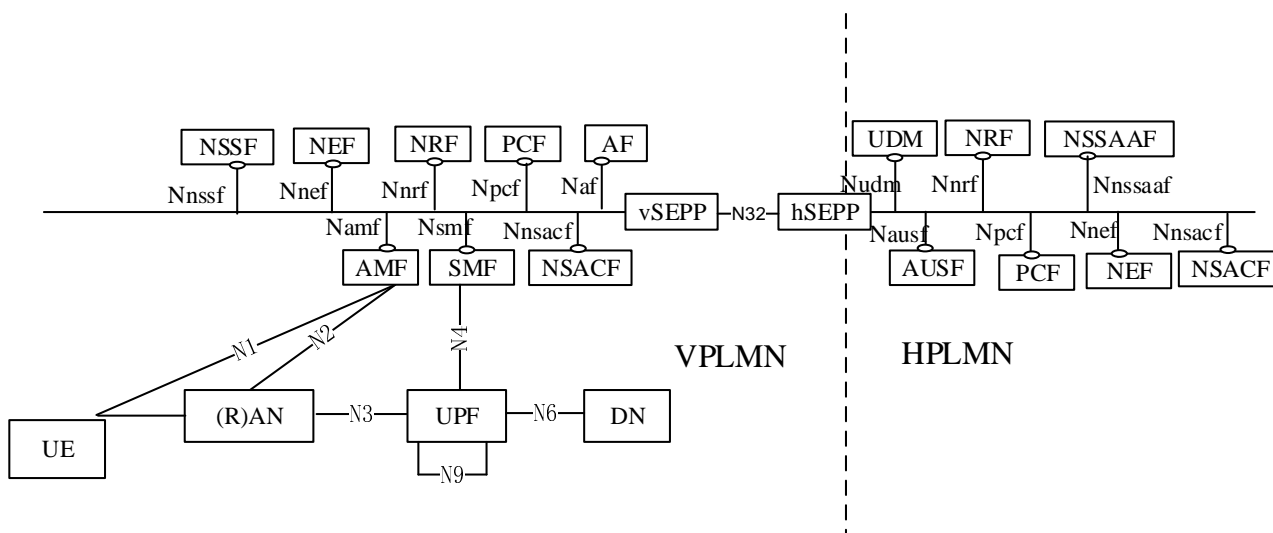 NSSF NEF NRF PCF AF UDM NRF NSSAAF
Nnssf Nnef Nnrf Npcf Naf Nudm Nnrf Nnssaaf
vSEPP N32 hSEPP
Namf Nsmf Nnsacf Nausf Npcf Nnef Nnsacf
AMF SMF NSACF AUSF PCF NEF NSACF
N1 N2 N4 VPLMN HPLMN
UE (R)AN N3 UPF N6 DN
N9